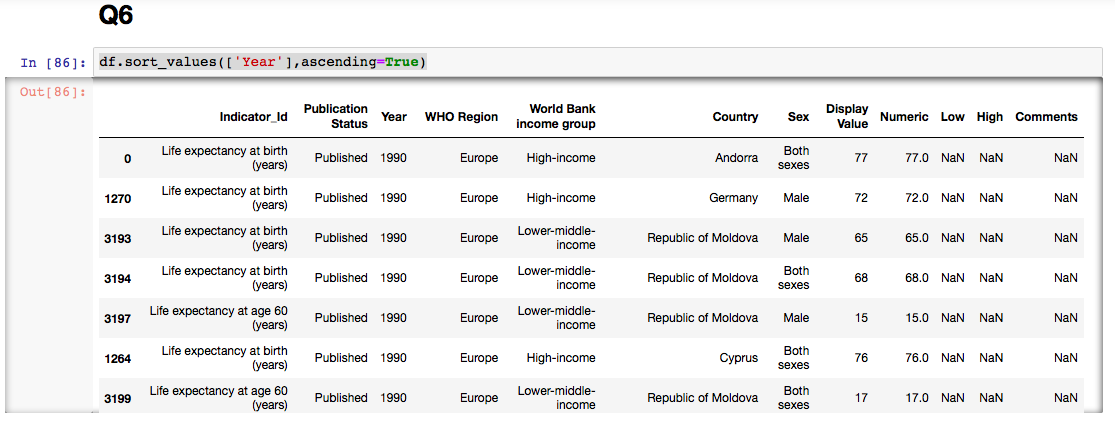 Q6
In [86]: df.sort_values(['Year'],ascending=True)
Out[86]:
Indicator_Id Publication Status Year WHO Region World Bank income group Country Sex Display Value Numeric Low High Comments
0 Life expectancy at birth (years) Published 1990 Europe High-income Andorra Both sexes 77 77.0 NaN NaN NaN
1270 Life expectancy at birth (years) Published 1990 Europe High-income Germany Male 72 72.0 NaN NaN NaN
3193 Life expectancy at birth (years) Published 1990 Europe Lower-middle-income Republic of Moldova Male 65 65.0 NaN NaN NaN
3194 Life expectancy at birth (years) Published 1990 Europe Lower-middle-income Republic of Moldova Both sexes 68 68.0 NaN NaN NaN
3197 Life expectancy at age 60 (years) Published 1990 Europe Lower-middle-income Republic of Moldova Male 15 15.0 NaN NaN NaN
1264 Life expectancy at birth (years) Published 1990 Europe High-income Cyprus Both sexes 76 76.0 NaN NaN NaN
3199 Life expectancy at age 60 (years) Published 1990 Europe Lower-middle-income Republic of Moldova Both sexes 17 17.0 NaN NaN NaN